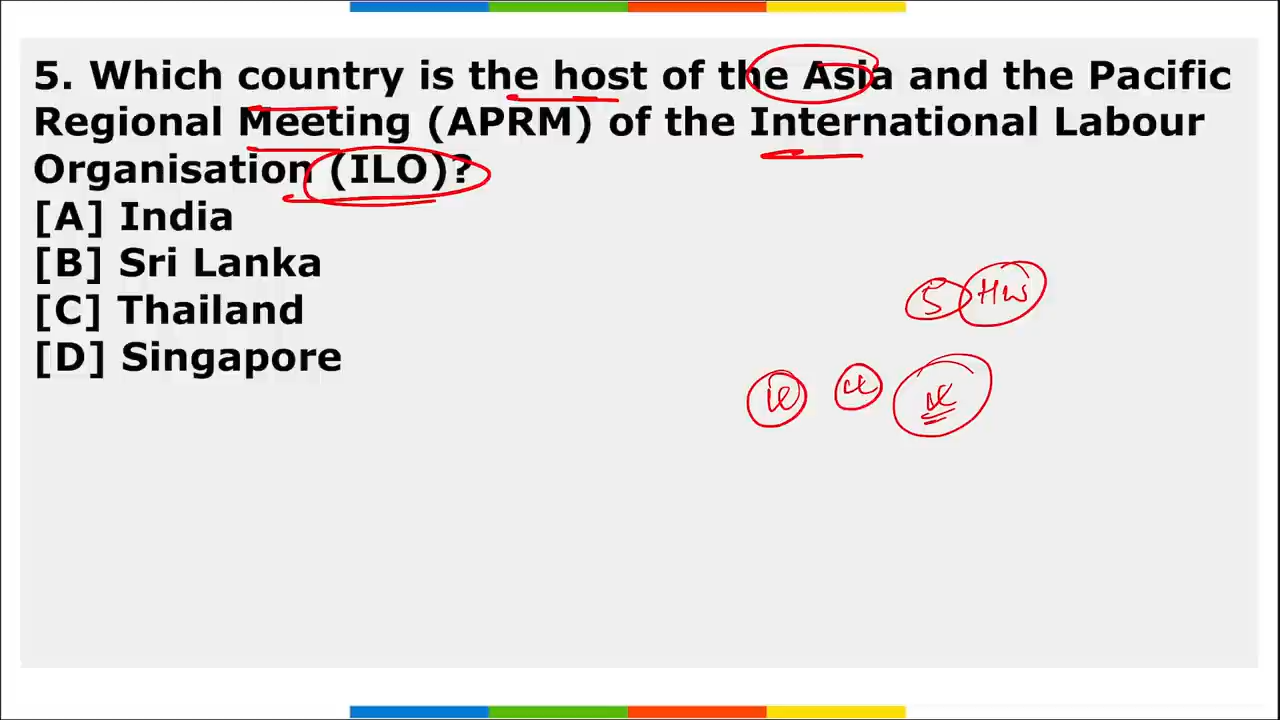 5. Which country is the host of the Asia and the Pacific
Regional Meeting (APRM) of the International Labour
Organisation (ILO)?
[A] India
[B] Sri Lanka
[C] Thailand
[D] Singapore
5 HW